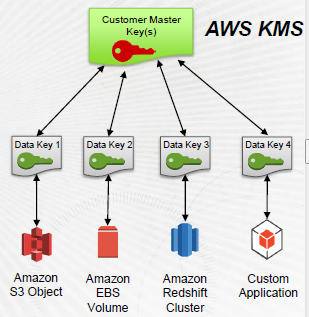 Customer Master
Key(s)
AWS KMS
Data Key 1
Data Key 2
Data Key 3
Data Key 4
Amazon
S3 Object
Amazon
EBS
Volume
Amazon
Redshift
Cluster
Custom
Application